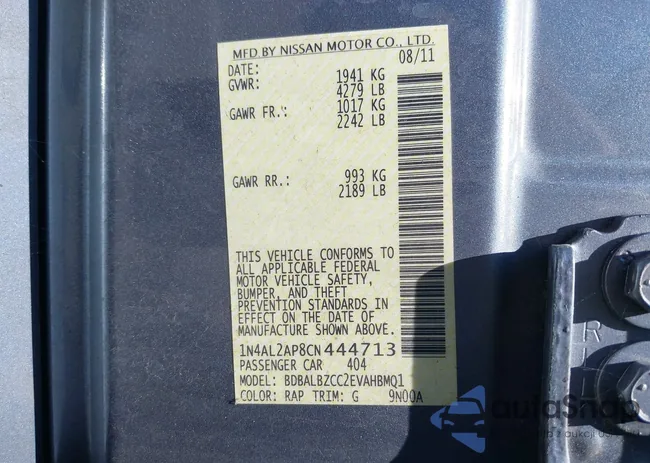 MFD.BY NISSAN MOTOR CO., LTD.
DATE: 08/11
GVWR: 1941 KG
4279 LB
GAWR FR.: 1017 KG
2242 LB
GAWR RR.: 993 KG
2189 LB
THIS VEHICLE CONFORMS TO
ALL APPLICABLE FEDERAL
MOTOR VEHICLE SAFETY,
BUMPER, AND THEFT
PREVENTION STANDARDS IN
EFFECT ON THE DATE OF
MANUFACTURE SHOWN ABOVE.
1N4AL2AP8CN444713
PASSENGER CAR 404
MODEL: BDBALBZCC2EVAHBMQ1
COLOR: RAP TRIM: G 9N00A
autaSnap